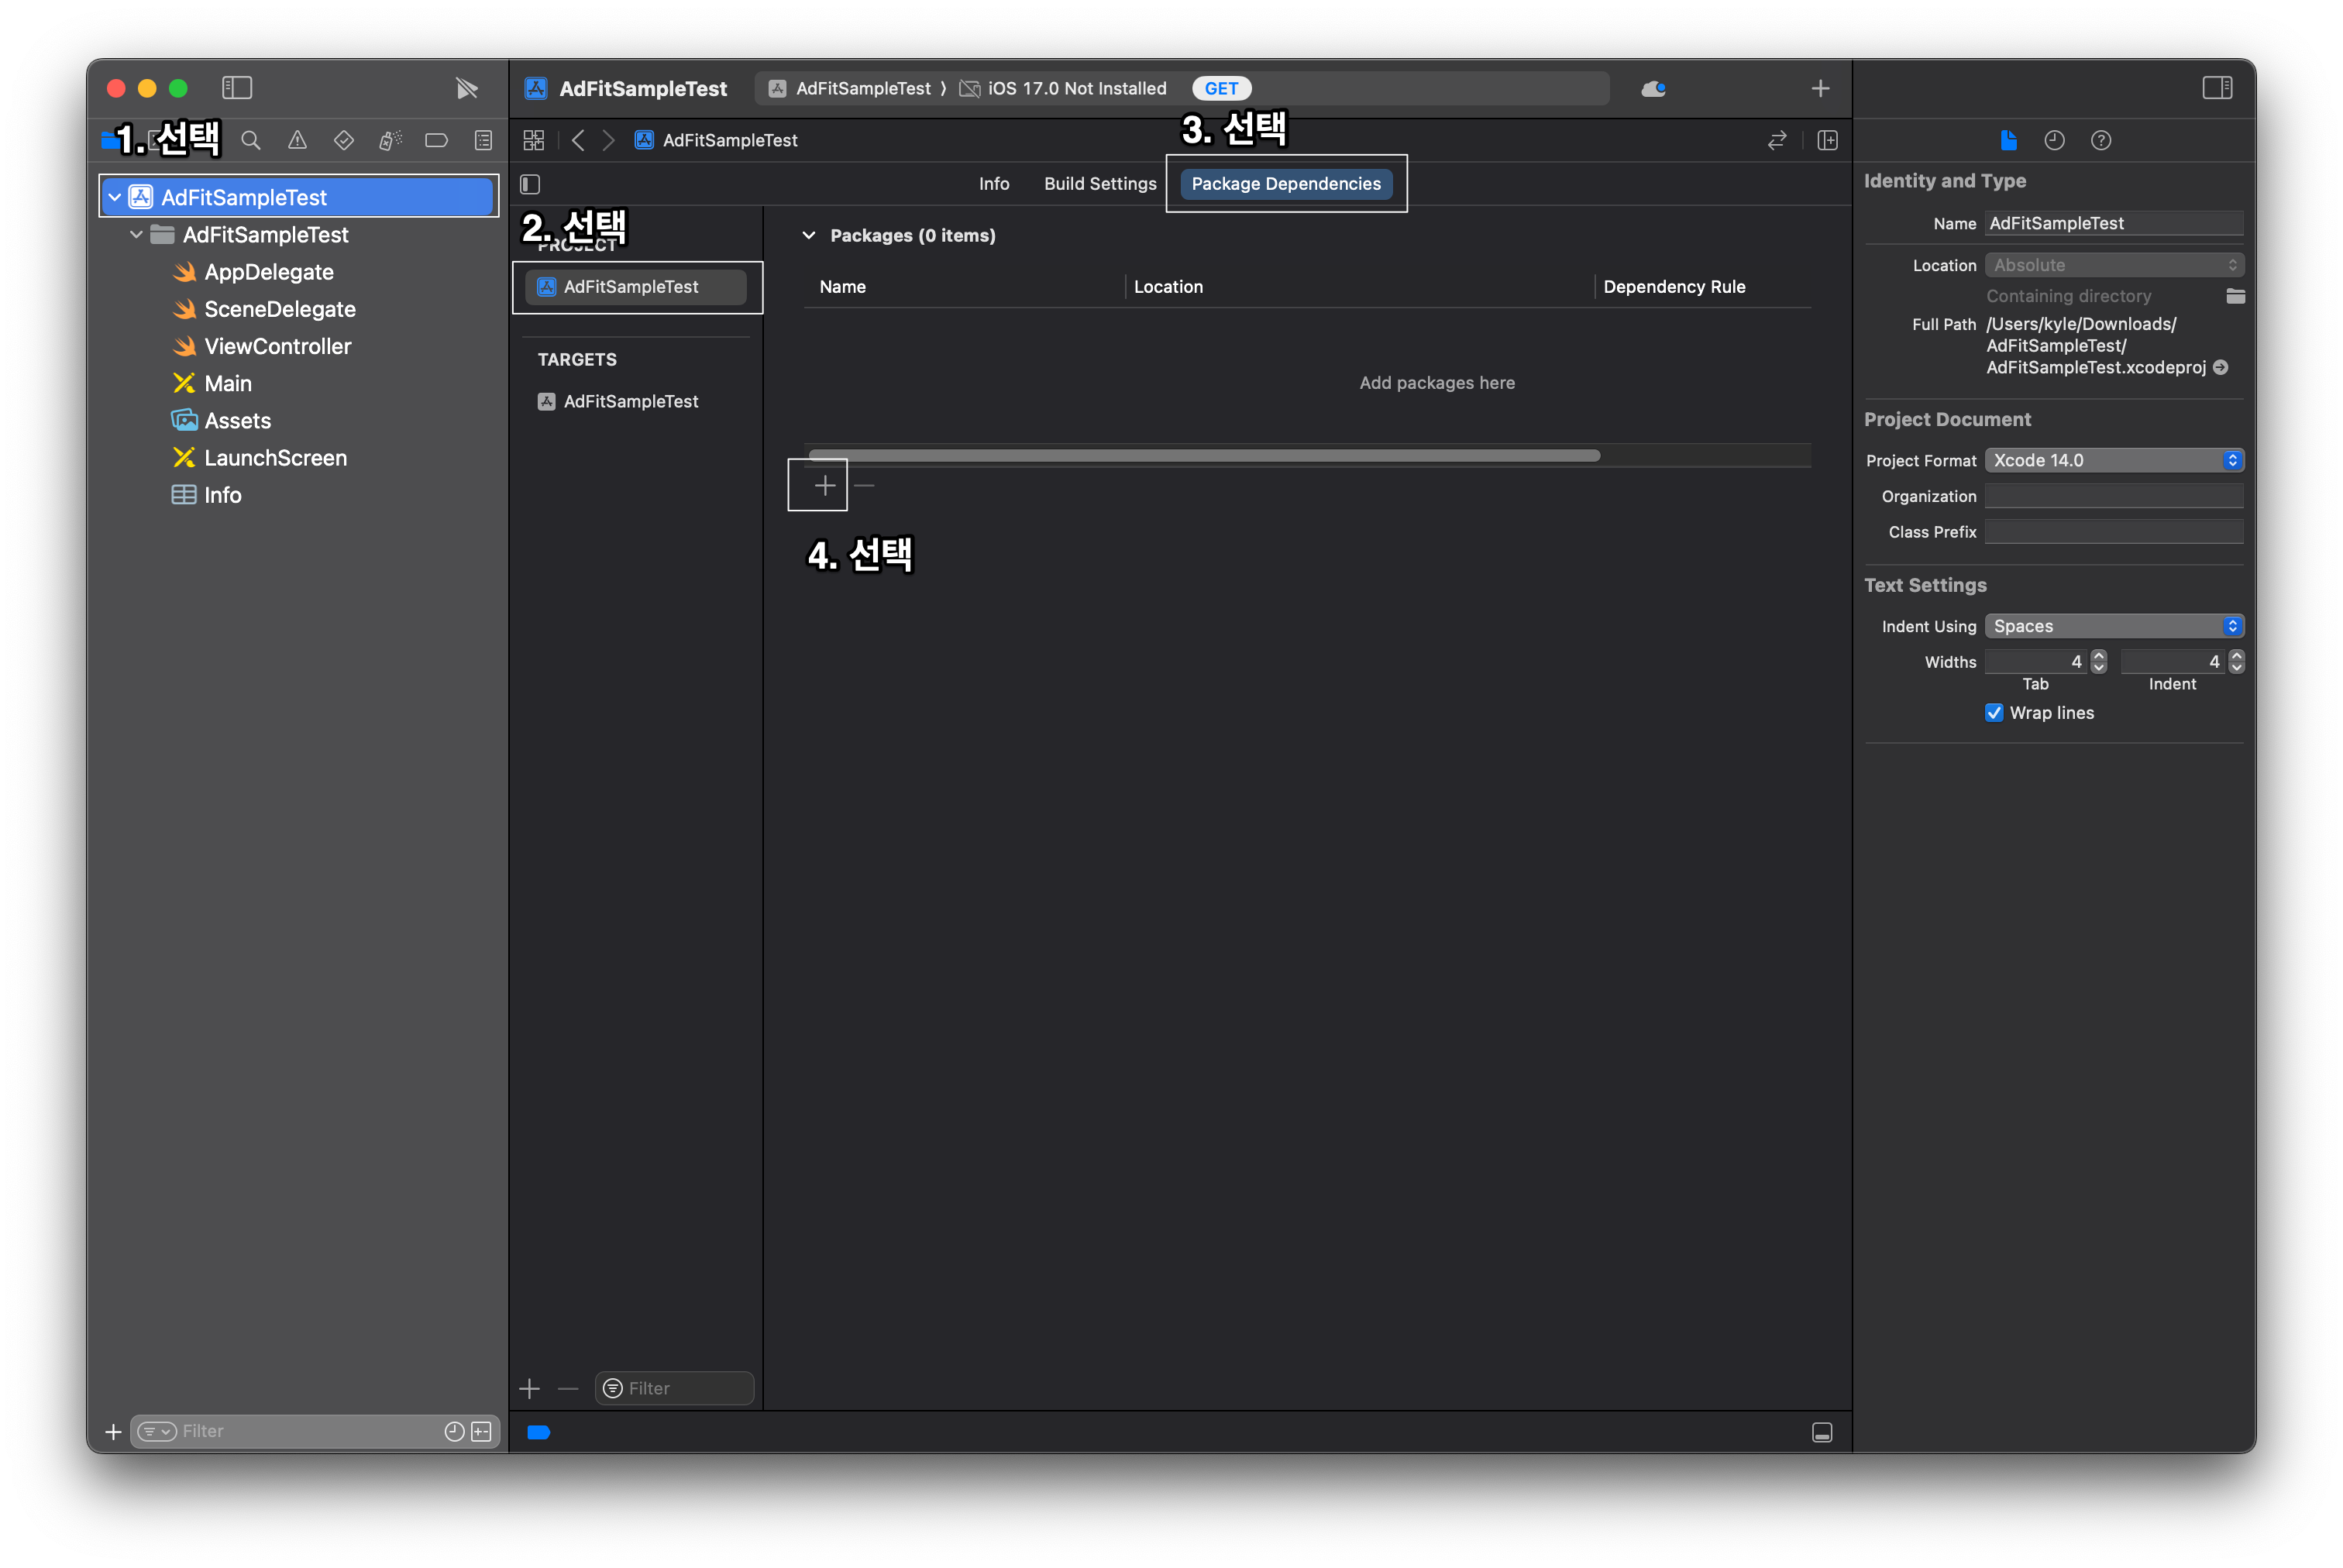 AdFitSampleTest
AdFitSampleTest ⟩ iOS 17.0 Not Installed GET
1. 선택
AdFitSampleTest
3. 선택
Info Build Settings Package Dependencies
AdFitSampleTest
AdFitSampleTest
AppDelegate
SceneDelegate
ViewController
Main
Assets
LaunchScreen
Info
Filter
2. 선택
PROJECT
AdFitSampleTest
TARGETS
AdFitSampleTest
Filter
Packages (0 items)
Name Location Dependency Rule
Add packages here
4. 선택
Identity and Type
Name AdFitSampleTest
Location Absolute
Containing directory
Full Path /Users/kyle/Downloads/
AdFitSampleTest/
AdFitSampleTest.xcodeproj
Project Document
Project Format Xcode 14.0
Organization
Class Prefix
Text Settings
Indent Using Spaces
Widths 4 4
Tab Indent
Wrap lines